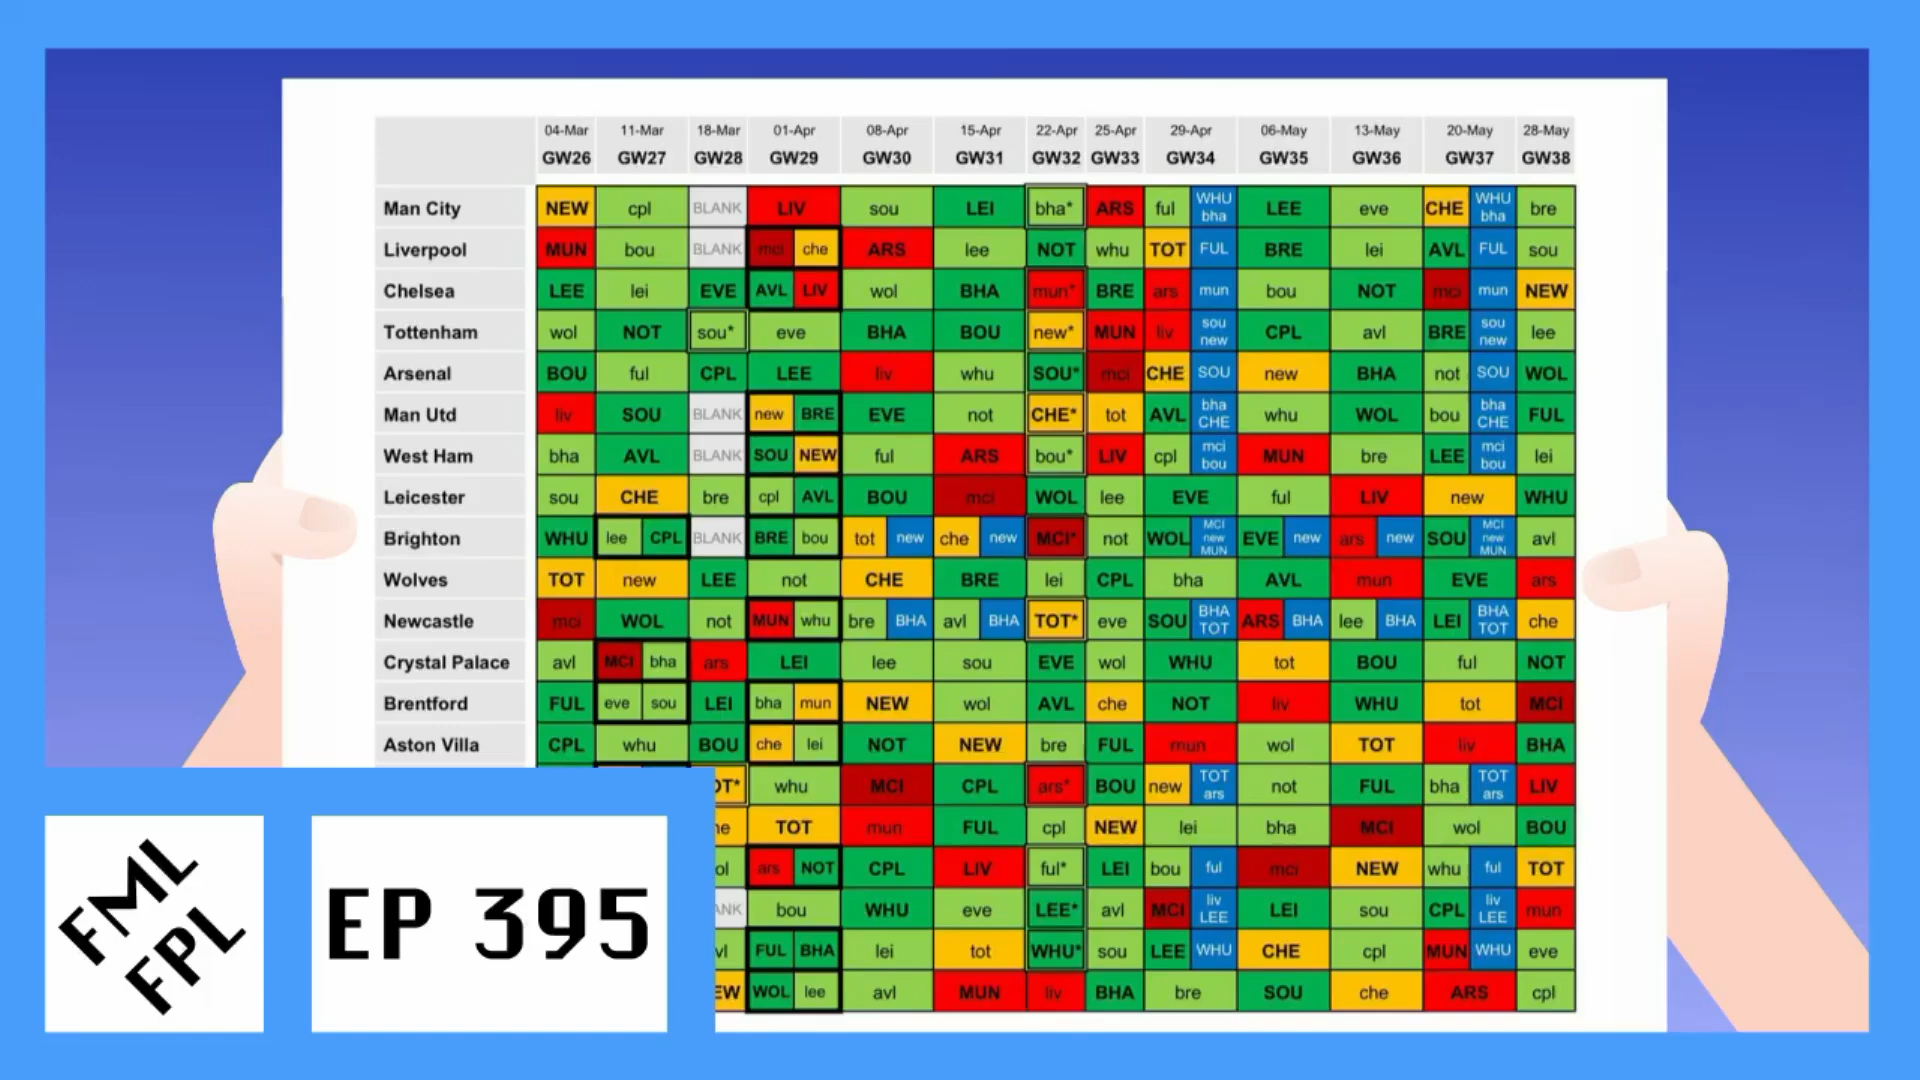 04-Mar 11-Mar 18-Mar 01-Apr 08-Apr 15-Apr 22-Apr 25-Apr 29-Apr 06-May 13-May 20-May 28-May
GW26 GW27 GW28 GW29 GW30 GW31 GW32 GW33 GW34 GW35 GW36 GW37 GW38
Man City NEW cpl BLANK LIV sou LEI bha* ARS ful WHU bha LEE eve CHE WHU bha bre
Liverpool MUN bou BLANK mci che ARS lee NOT whu TOT FUL BRE lei AVL FUL sou
Chelsea LEE lei EVE AVL LIV wol BHA mun* BRE ars mun bou NOT mci mun NEW
Tottenham wol NOT sou* eve BHA BOU new* MUN liv sou new CPL avl BRE sou new lee
Arsenal BOU ful CPL LEE liv whu SOU* mci CHE SOU new BHA not SOU WOL
Man Utd liv SOU BLANK new BRE EVE not CHE* tot AVL bha CHE whu WOL bou bha CHE FUL
West Ham bha AVL BLANK SOU NEW ful ARS bou* LIV cpl mci bou MUN bre LEE mci bou lei
Leicester sou CHE bre cpl AVL BOU mci WOL lee EVE ful LIV new WHU
Brighton WHU lee CPL BLANK BRE bou tot new che new MCI* not WOL MCI new MUN EVE new ars new SOU MCI new MUN avl
Wolves TOT new LEE not CHE BRE lei CPL bha AVL mun EVE ars
Newcastle mci WOL not MUN whu bre BHA avl BHA TOT* eve SOU BHA TOT ARS BHA lee BHA LEI BHA TOT che
Crystal Palace avl MCI bha ars LEI lee sou EVE wol WHU tot BOU ful NOT
Brentford FUL eve sou LEI bha mun NEW wol AVL che NOT liv WHU tot MCI
Aston Villa CPL whu BOU che lei NOT NEW bre FUL mun wol TOT liv BHA
OT* whu MCI CPL ars* BOU new TOT ars not FUL bha TOT ars LIV
he TOT mun FUL cpl NEW lei bha MCI wol BOU
ol ars NOT CPL LIV ful* LEI bou ful mci NEW whu ful TOT
ANK bou WHU eve LEE* avl MCI liv LEE LEI sou CPL liv LEE mun
vl FUL BHA lei tot WHU* sou LEE WHU CHE cpl MUN WHU eve
EW WOL lee avl MUN liv BHA bre SOU che ARS cpl
FML
FPL
EP 395